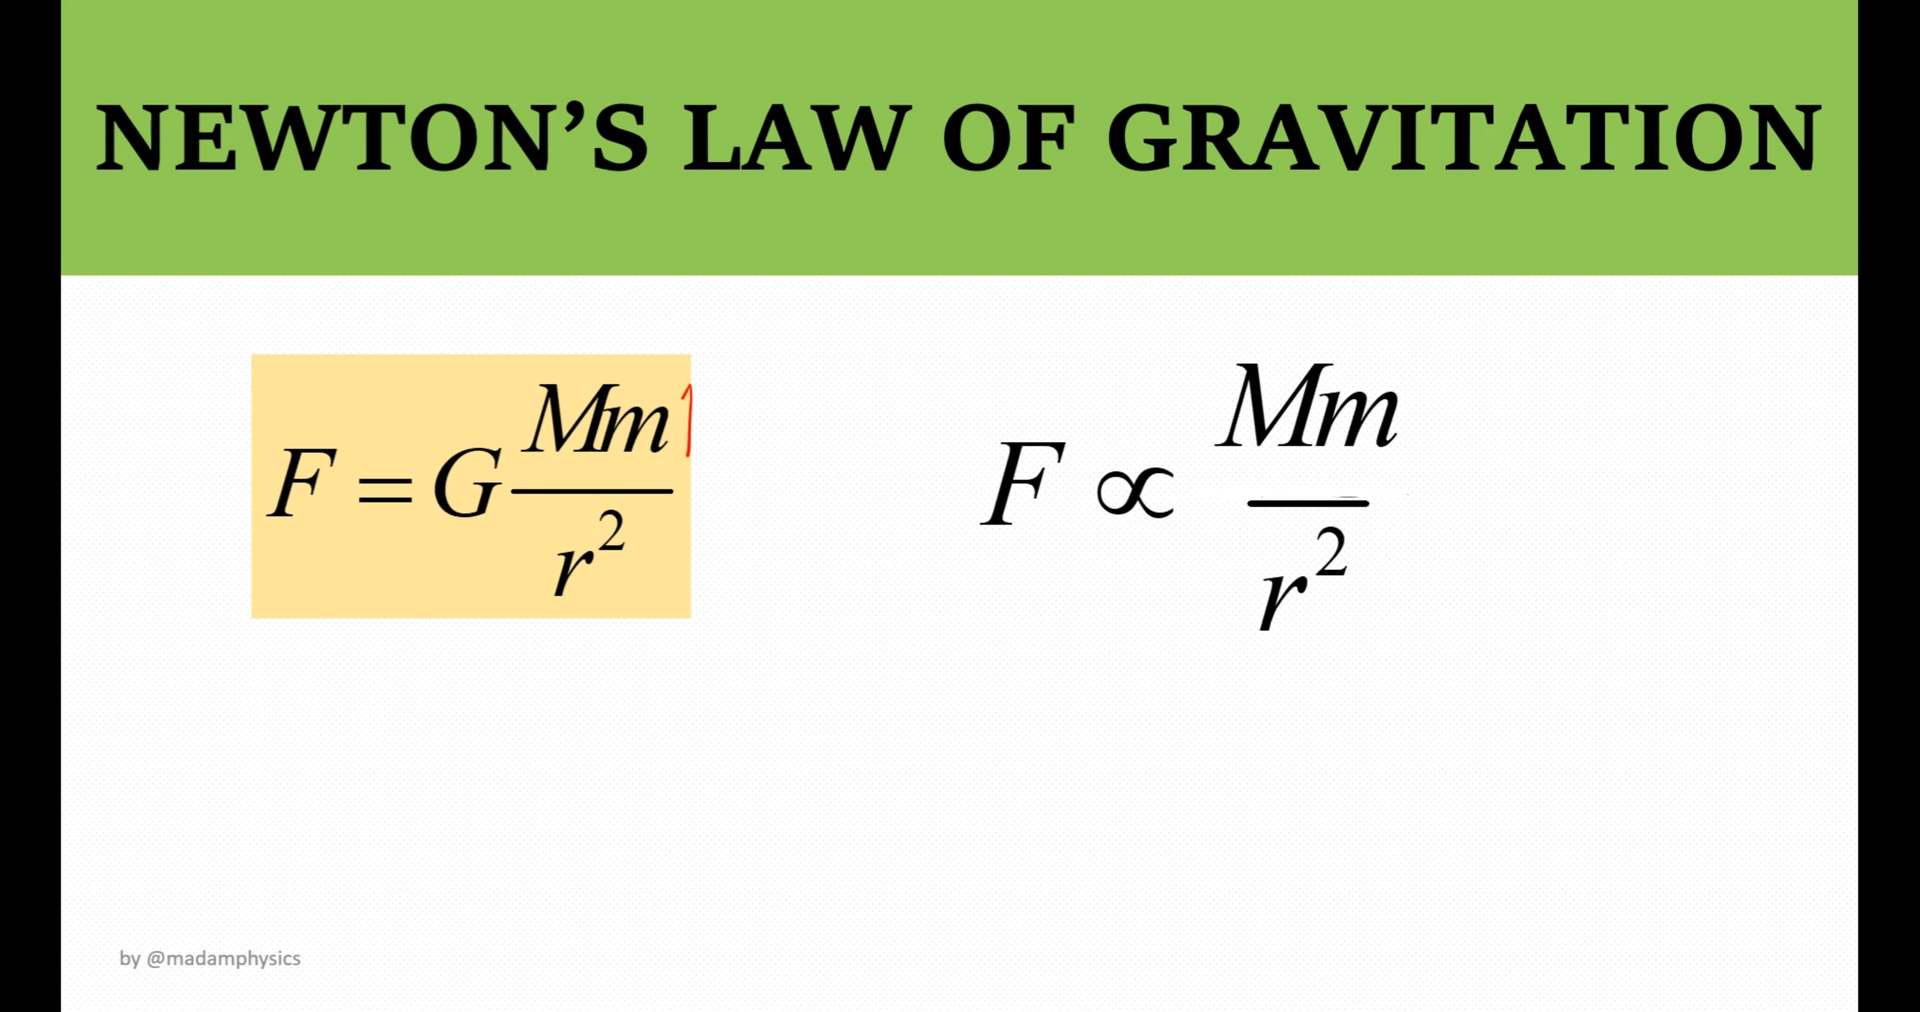 NEWTON’S LAW OF GRAVITATION
F = G Mm / r²
F ∝ Mm / r²
by @madamphysics